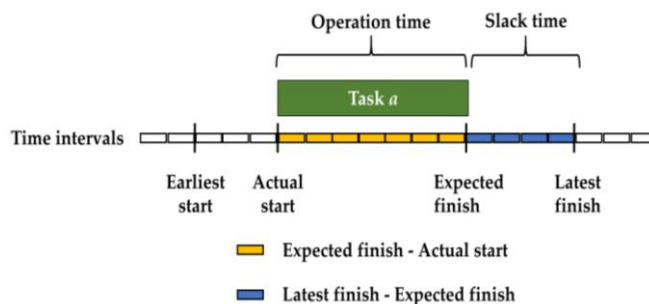 Operation time Slack time
Task a
Time intervals
Earliest Actual Expected Latest
start start finish finish
Expected finish - Actual start
Latest finish - Expected finish